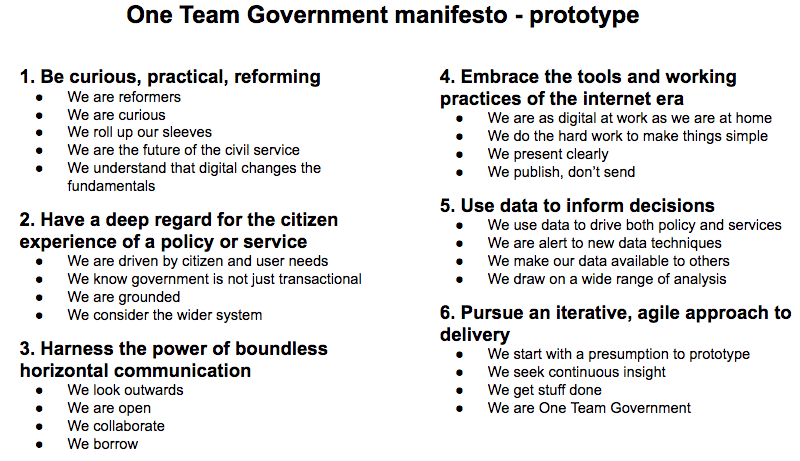 One Team Government manifesto - prototype
1. Be curious, practical, reforming
● We are reformers
● We are curious
● We roll up our sleeves
● We are the future of the civil service
● We understand that digital changes the
fundamentals
2. Have a deep regard for the citizen
experience of a policy or service
● We are driven by citizen and user needs
● We know government is not just transactional
● We are grounded
● We consider the wider system
3. Harness the power of boundless
horizontal communication
● We look outwards
● We are open
● We collaborate
● We borrow
4. Embrace the tools and working
practices of the internet era
● We are as digital at work as we are at home
● We do the hard work to make things simple
● We present clearly
● We publish, don’t send
5. Use data to inform decisions
● We use data to drive both policy and services
● We are alert to new data techniques
● We make our data available to others
● We draw on a wide range of analysis
6. Pursue an iterative, agile approach to
delivery
● We start with a presumption to prototype
● We seek continuous insight
● We get stuff done
● We are One Team Government